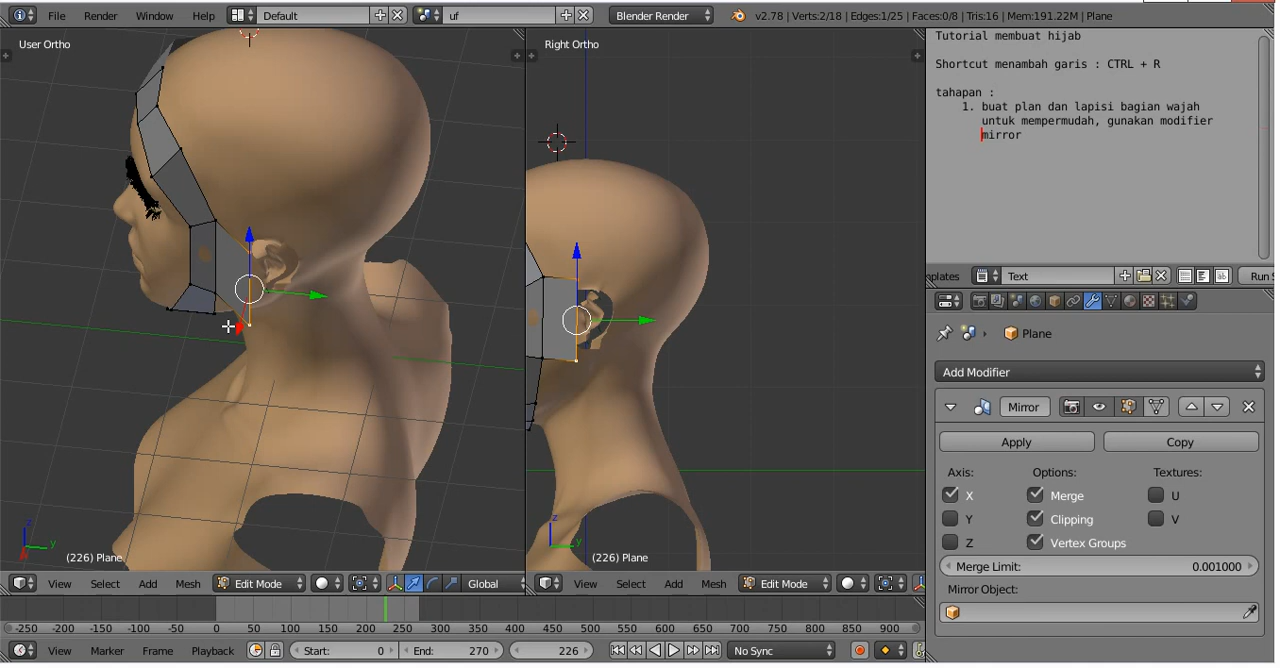 File Render Window Help Default uf Blender Render v2.78 | Verts:2/18 | Edges:1/25 | Faces:0/8 | Tris:16 | Mem:191.22M | Plane
User Ortho
Right Ortho
Tutorial membuat hijab
Shortcut menambah garis : CTRL + R
tahapan :
1. buat plan dan lapisi bagian wajah
untuk mempermudah, gunakan modifier
mirror
mplates Text Run S
Plane
Add Modifier
Mirror
Apply Copy
Axis: Options: Textures:
X Merge U
Y Clipping V
Z Vertex Groups
Merge Limit: 0.001000
Mirror Object:
z
y
(226) Plane
z
y
(226) Plane
View Select Add Mesh Edit Mode Global
View Select Add Mesh Edit Mode
-250 -200 -150 -100 -50 0 50 100 150 200 250 300 350 400 450 500 550 600 650 700 750 800 850 900
View Marker Frame Playback Start: 0 End: 270 226 No Sync